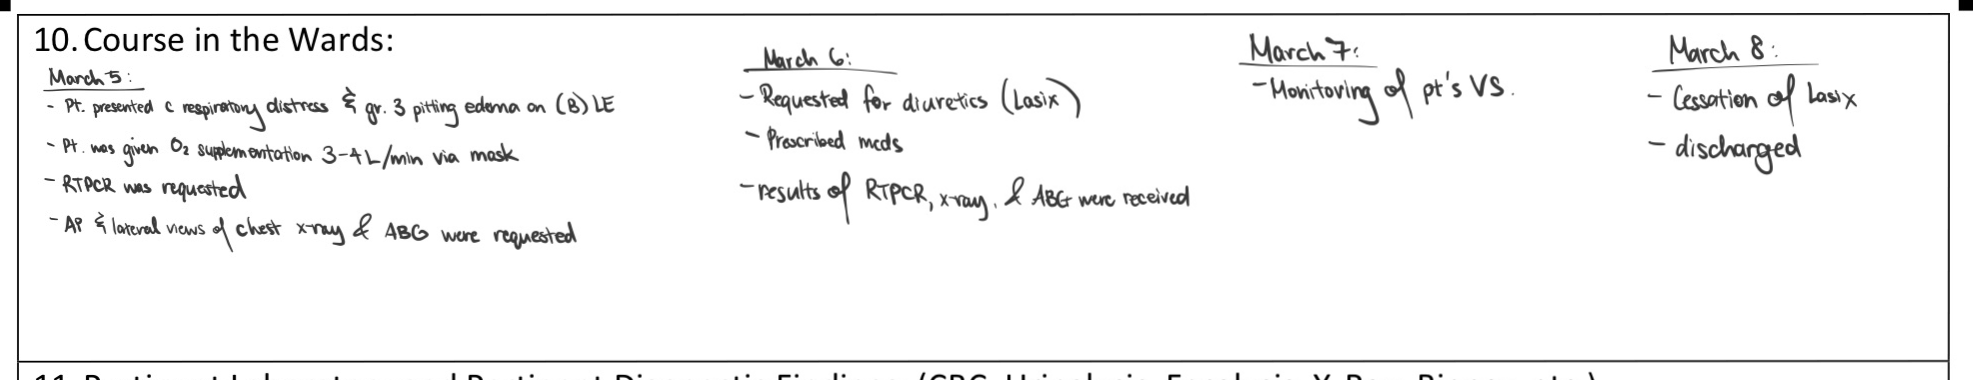 10. Course in the Wards:
March 5:
- Pt. presented c respiratory distress & gr. 3 pitting edema on (B) LE
- Pt. was given O₂ supplementation 3-4 L/min via mask
- RTPCR was requested
- AP & lateral views of chest x-ray & ABG were requested
March 6:
- Requested for diuretics (Lasix)
- Prescribed meds
- results of RTPCR, x-ray, & ABG were received
March 7:
- Monitoring of pt's VS.
March 8:
- Cessation of Lasix
- discharged